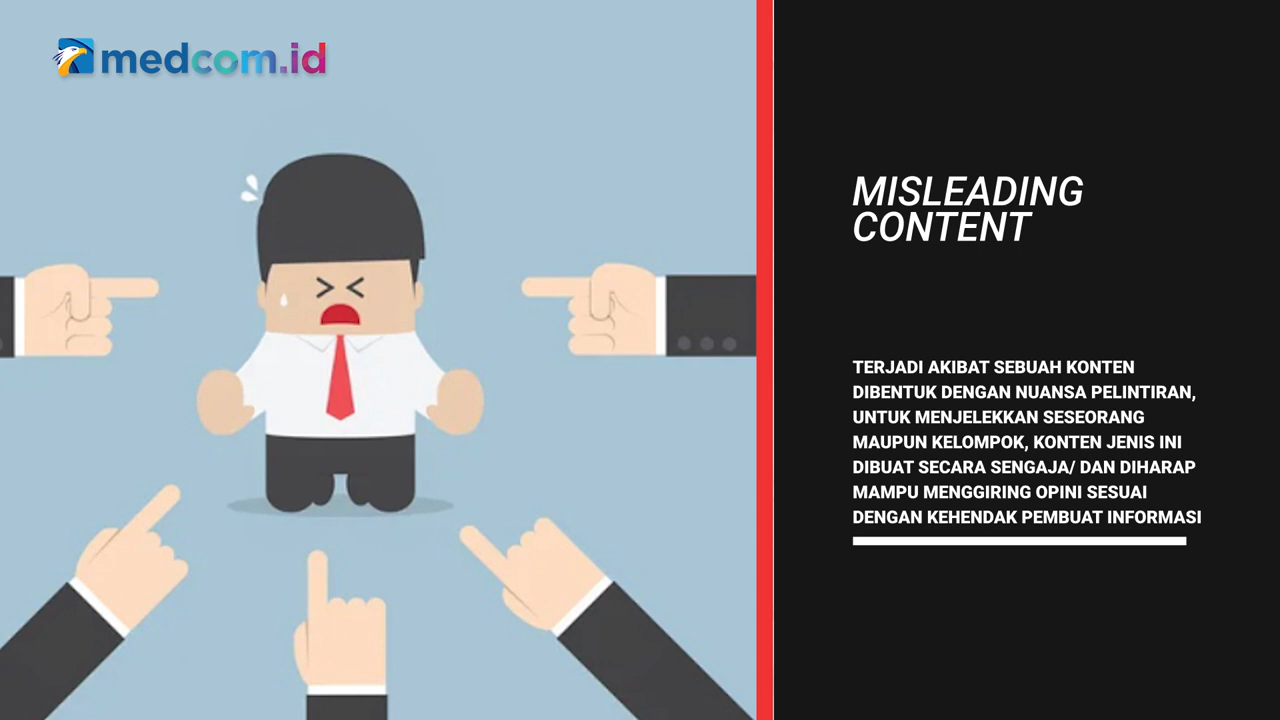 medcom.id
MISLEADING
CONTENT
TERJADI AKIBAT SEBUAH KONTEN
DIBENTUK DENGAN NUANSA PELINTIRAN,
UNTUK MENJELEKKAN SESEORANG
MAUPUN KELOMPOK, KONTEN JENIS INI
DIBUAT SECARA SENGAJA/ DAN DIHARAP
MAMPU MENGGIRING OPINI SESUAI
DENGAN KEHENDAK PEMBUAT INFORMASI